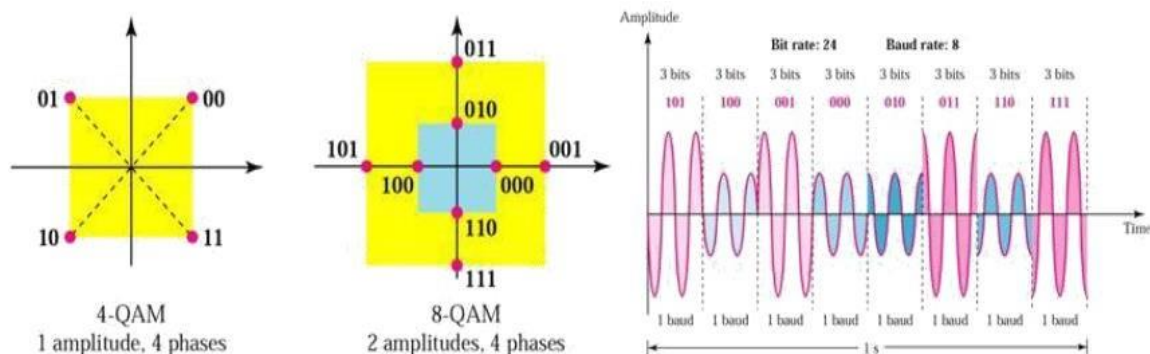 01
00
10
11
4-QAM
1 amplitude, 4 phases
011
010
101
001
100
000
110
111
8-QAM
2 amplitudes, 4 phases
Amplitude
Bit rate: 24 Baud rate: 8
3 bits 3 bits 3 bits 3 bits 3 bits 3 bits 3 bits 3 bits
101 100 001 000 010 011 110 111
Time
1 baud 1 baud 1 baud 1 baud 1 baud 1 baud 1 baud 1 baud
1 s